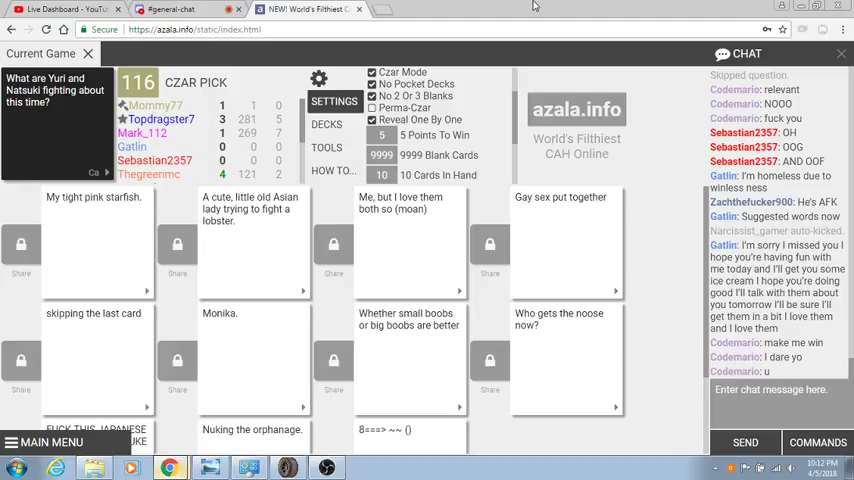 Live Dashboard - YouTu
#general-chat
NEW! World's Filthiest C
Secure
https://azala.info/static/index.html
Current Game
What are Yuri and
Natsuki fighting about
this time?
Ca
116 CZAR PICK
Mommy77 1 1 0
Topdragster7 3 281 5
Mark_112 1 269 7
Gatlin 0 0 0
Sebastian2357 0 0 0
Thegreenmc 4 121 2
SETTINGS
DECKS
TOOLS
HOW TO...
Czar Mode
No Pocket Decks
No 2 Or 3 Blanks
Perma-Czar
Reveal One By One
5 5 Points To Win
9999 9999 Blank Cards
10 10 Cards In Hand
azala.info
World's Filthiest
CAH Online
My tight pink starfish.
Share
A cute, little old Asian
lady trying to fight a
lobster.
Share
Me, but I love them
both so (moan)
Share
Gay sex put together
Share
skipping the last card
Share
Monika.
Share
Whether small boobs
or big boobs are better
Share
Who gets the noose
now?
Share
FUCK THIS JAPANESE
UKE
Nuking the orphanage.
8===> ~~ ()
MAIN MENU
CHAT
Skipped question.
Codemario: relevant
Codemario: NOOO
Codemario: fuck you
Sebastian2357: OH
Sebastian2357: OOG
Sebastian2357: AND OOF
Gatlin: I'm homeless due to
winless ness
Zachthefucker900: He's AFK
Gatlin: Suggested words now
Narcissist_gamer auto-kicked.
Gatlin: I'm sorry I missed you I
hope you're having fun with
me today and I'll get you some
ice cream I hope you're doing
good I'll talk with them about
you tomorrow I'll be sure I'll
get them in a bit I love them
and I love them
Codemario: make me win
Codemario: I dare yo
Codemario: u
Enter chat message here.
SEND
COMMANDS
10:12 PM
4/5/2018